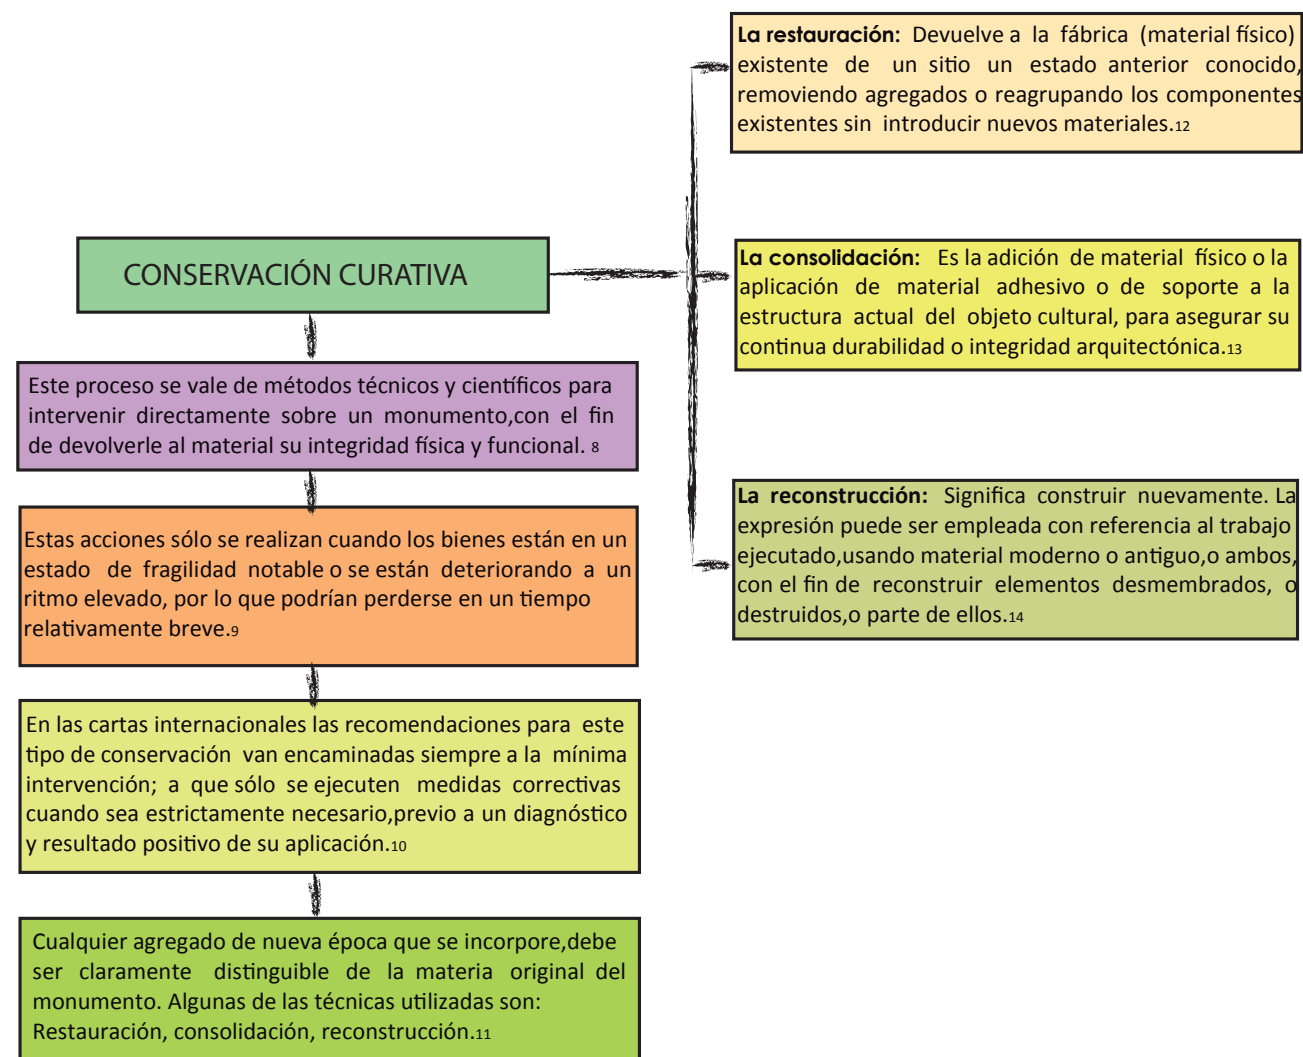 CONSERVACIÓN CURATIVA
Este proceso se vale de métodos técnicos y científicos para
intervenir directamente sobre un monumento,con el fin
de devolverle al material su integridad física y funcional. 8
Estas acciones sólo se realizan cuando los bienes están en un
estado de fragilidad notable o se están deteriorando a un
ritmo elevado, por lo que podrían perderse en un tiempo
relativamente breve.9
En las cartas internacionales las recomendaciones para este
tipo de conservación van encaminadas siempre a la mínima
intervención; a que sólo se ejecuten medidas correctivas
cuando sea estrictamente necesario,previo a un diagnóstico
y resultado positivo de su aplicación.10
Cualquier agregado de nueva época que se incorpore,debe
ser claramente distinguible de la materia original del
monumento. Algunas de las técnicas utilizadas son:
Restauración, consolidación, reconstrucción.11
La restauración: Devuelve a la fábrica (material físico)
existente de un sitio un estado anterior conocido,
removiendo agregados o reagrupando los componentes
existentes sin introducir nuevos materiales.12
La consolidación: Es la adición de material físico o la
aplicación de material adhesivo o de soporte a la
estructura actual del objeto cultural, para asegurar su
continua durabilidad o integridad arquitectónica.13
La reconstrucción: Significa construir nuevamente. La
expresión puede ser empleada con referencia al trabajo
ejecutado,usando material moderno o antiguo,o ambos,
con el fin de reconstruir elementos desmembrados, o
destruidos,o parte de ellos.14